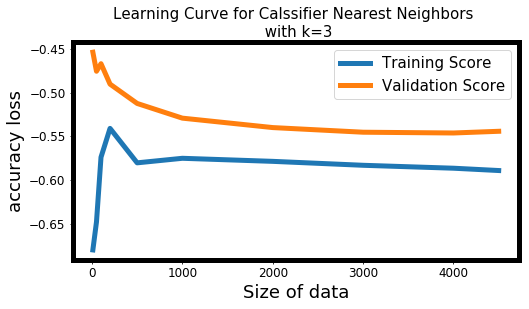 Learning Curve for Calssifier Nearest Neighbors
with k=3
Training Score
Validation Score
accuracy loss
−0.45
−0.50
−0.55
−0.60
−0.65
0
1000
2000
3000
4000
Size of data